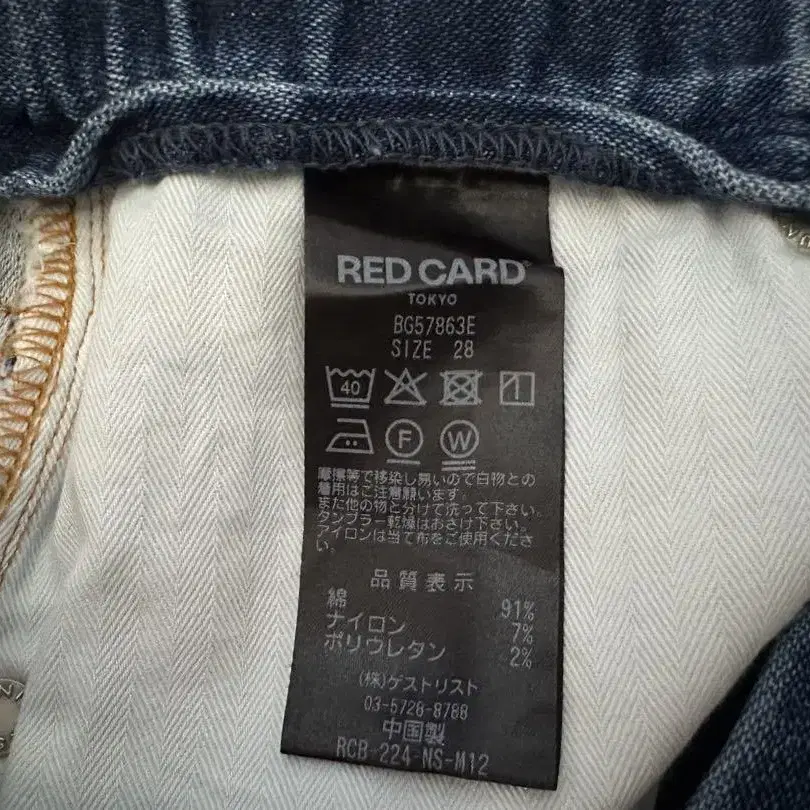 RED CARD
TOKYO
BG57863E
SIZE 28
40
F W
摩擦等で移染し易いので白物との
着用はご注意願います。
また他の物と分けて洗って下さい。
タンブラー乾燥はおさけ下さい。
アイロンは当て布をご使用くださ
い。
品質表示
綿 91%
ナイロン 7%
ポリウレタン 2%
(株)ゲストリスト
03-5728-8788
中国製
RCB-224-NS-M12